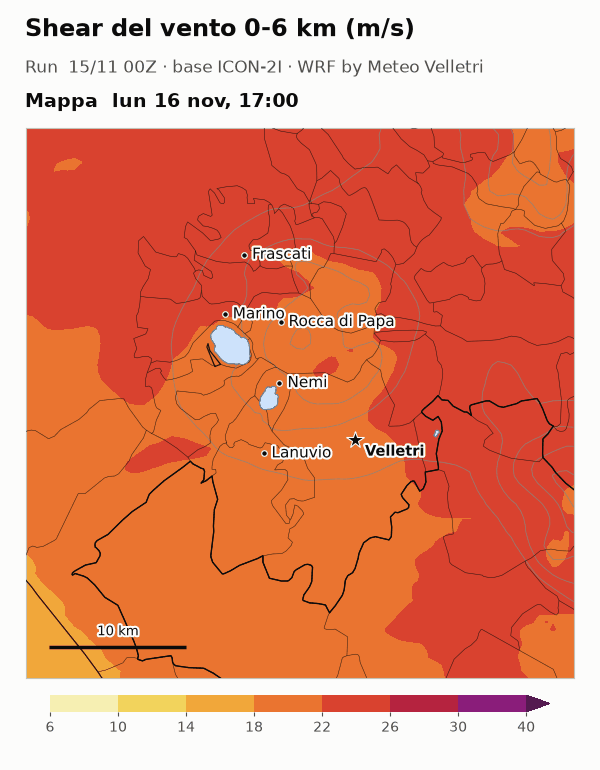 Shear del vento 0-6 km (m/s)
Run  15/11 00Z · base ICON-2I · WRF by Meteo Velletri
Mappa  lun 16 nov, 17:00
Frascati
Marino
Rocca di Papa
Nemi
Velletri
Lanuvio
10 km
6 10 14 18 22 26 30 40